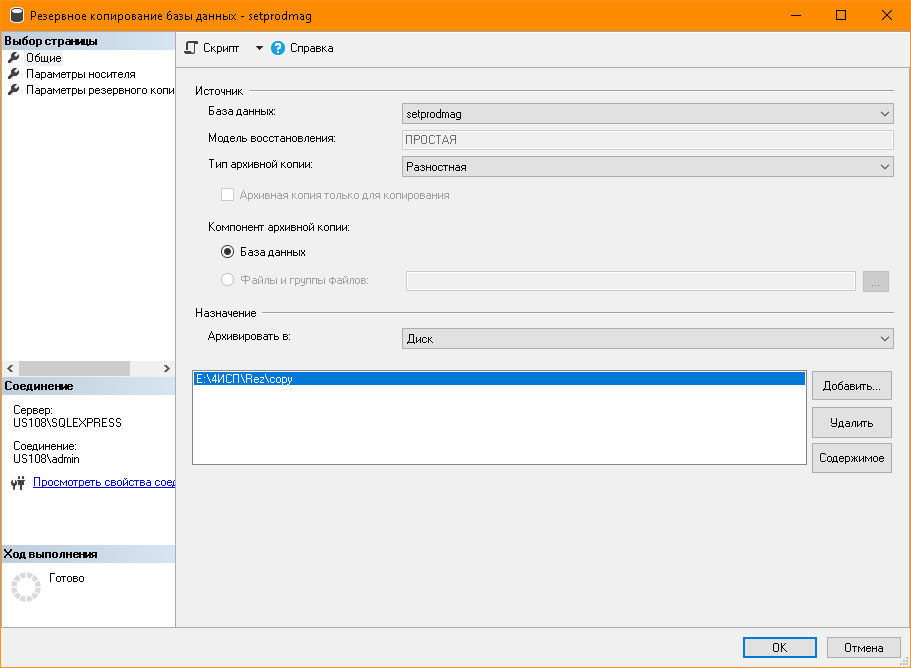 Резервное копирование базы данных - setprodmag
Выбор страницы
Общие
Параметры носителя
Параметры резервного копи
Скрипт
Справка
Источник
База данных:
setprodmag
Модель восстановления:
ПРОСТАЯ
Тип архивной копии:
Разностная
Архивная копия только для копирования
Компонент архивной копии:
База данных
Файлы и группы файлов:
...
Назначение
Архивировать в:
Диск
E:\4ИСП\Rez\copy
Добавить...
Удалить
Содержимое
Соединение
Сервер:
US108\SQLEXPRESS
Соединение:
US108\admin
Просмотреть свойства соед
Ход выполнения
Готово
OK
Отмена